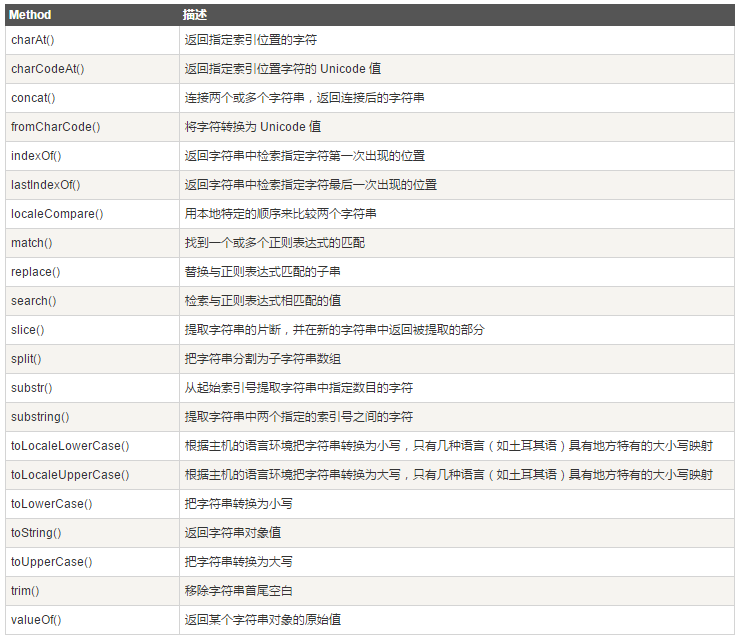 Method 描述
charAt() 返回指定索引位置的字符
charCodeAt() 返回指定索引位置字符的 Unicode 值
concat() 连接两个或多个字符串，返回连接后的字符串
fromCharCode() 将字符转换为 Unicode 值
indexOf() 返回字符串中检索指定字符第一次出现的位置
lastIndexOf() 返回字符串中检索指定字符最后一次出现的位置
localeCompare() 用本地特定的顺序来比较两个字符串
match() 找到一个或多个正则表达式的匹配
replace() 替换与正则表达式匹配的子串
search() 检索与正则表达式相匹配的值
slice() 提取字符串的片断，并在新的字符串中返回被提取的部分
split() 把字符串分割为子字符串数组
substr() 从起始索引号提取字符串中指定数目的字符
substring() 提取字符串中两个指定的索引号之间的字符
toLocaleLowerCase() 根据主机的语言环境把字符串转换为小写，只有几种语言（如土耳其语）具有地方特有的大小写映射
toLocaleUpperCase() 根据主机的语言环境把字符串转换为大写，只有几种语言（如土耳其语）具有地方特有的大小写映射
toLowerCase() 把字符串转换为小写
toString() 返回字符串对象值
toUpperCase() 把字符串转换为大写
trim() 移除字符串首尾空白
valueOf() 返回某个字符串对象的原始值